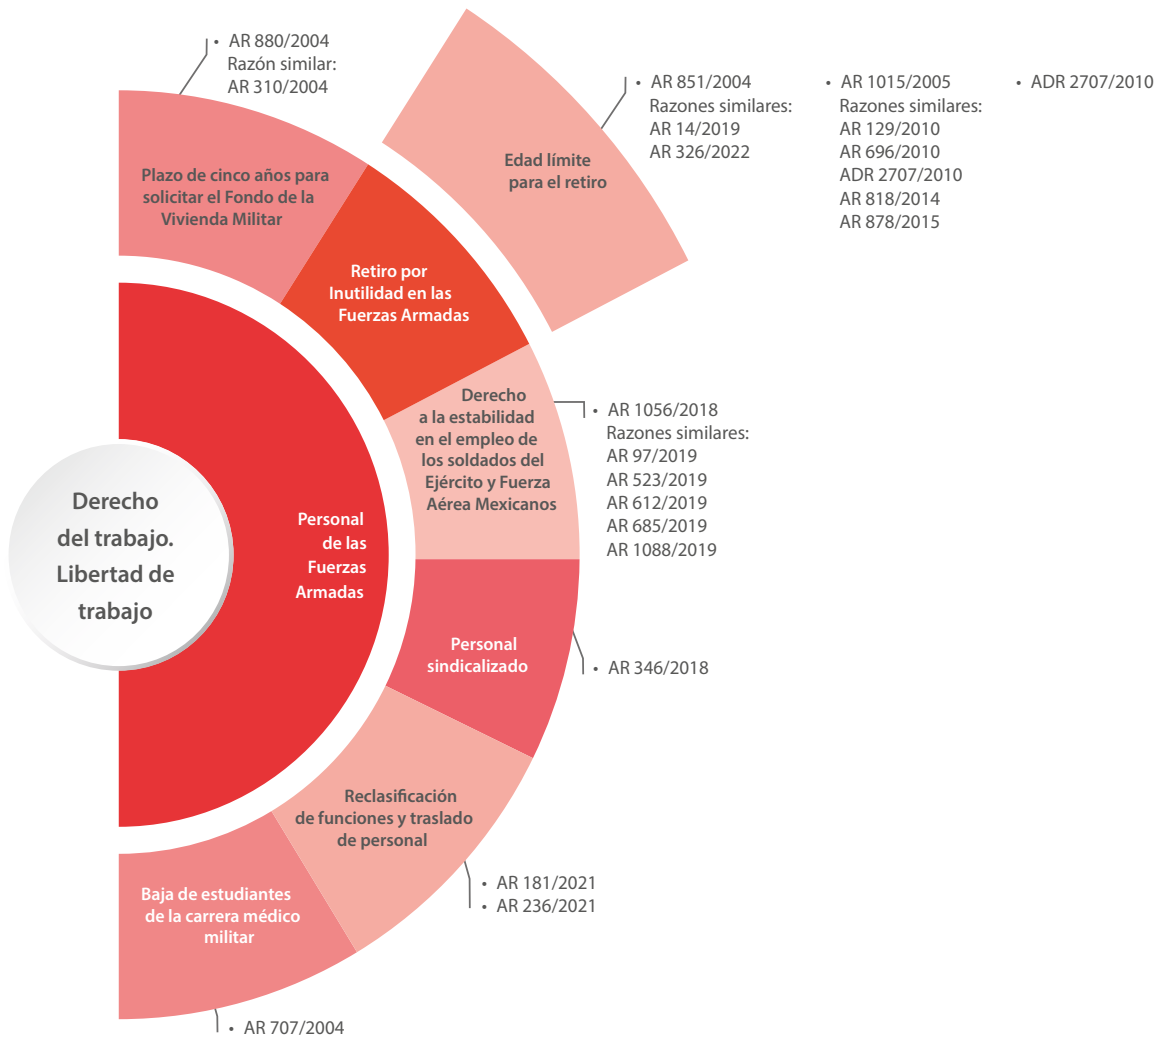 Derecho
del trabajo.
Libertad de
trabajo
Personal
de las
Fuerzas
Armadas
Plazo de cinco años para
solicitar el Fondo de la
Vivienda Militar
• AR 880/2004
Razón similar:
AR 310/2004
Retiro por
Inutilidad en las
Fuerzas Armadas
Edad límite
para el retiro
• AR 851/2004
Razones similares:
AR 14/2019
AR 326/2022
• AR 1015/2005
Razones similares:
AR 129/2010
AR 696/2010
ADR 2707/2010
AR 818/2014
AR 878/2015
• ADR 2707/2010
Derecho
a la estabilidad
en el empleo de
los soldados del
Ejército y Fuerza
Aérea Mexicanos
• AR 1056/2018
Razones similares:
AR 97/2019
AR 523/2019
AR 612/2019
AR 685/2019
AR 1088/2019
Personal
sindicalizado
• AR 346/2018
Reclasificación
de funciones y traslado
de personal
• AR 181/2021
• AR 236/2021
Baja de estudiantes
de la carrera médico
militar
• AR 707/2004